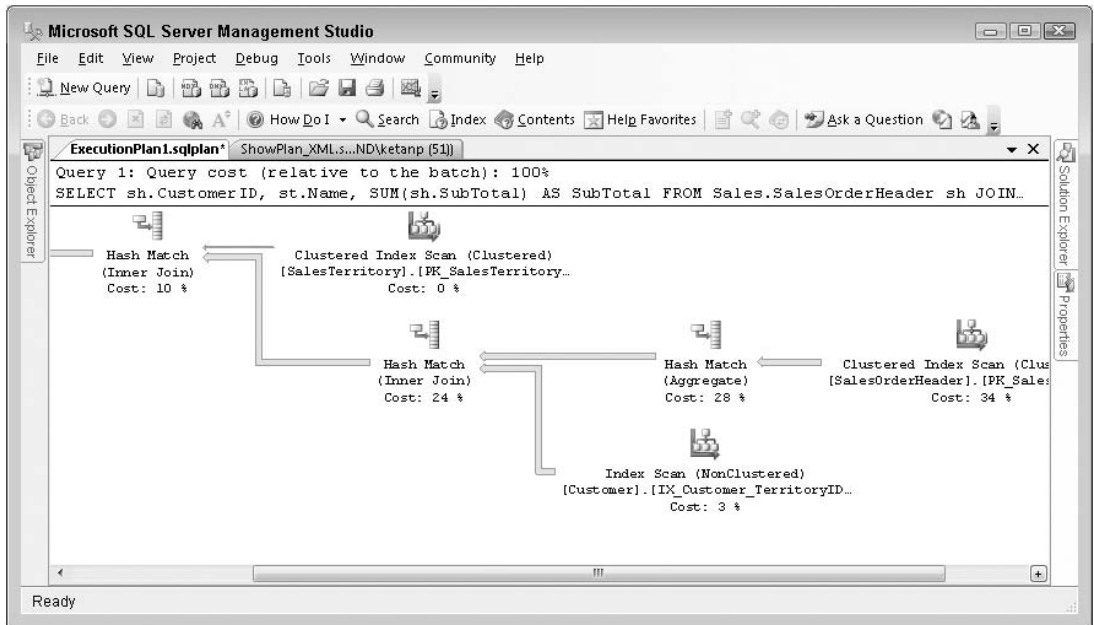 Microsoft SQL Server Management Studio
File Edit View Project Debug Tools Window Community Help
New Query
Back How Do I Search Index Contents Help Favorites Ask a Question
ExecutionPlan1.sqlplan* ShowPlan_XML.s...ND\ketanp (51))
Object Explorer
Solution Explorer
Properties
Query 1: Query cost (relative to the batch): 100%
SELECT sh.CustomerID, st.Name, SUM(sh.SubTotal) AS SubTotal FROM Sales.SalesOrderHeader sh JOIN…
Hash Match
(Inner Join)
Cost: 10 %
Clustered Index Scan (Clustered)
[SalesTerritory].[PK_SalesTerritory…
Cost: 0 %
Hash Match
(Inner Join)
Cost: 24 %
Hash Match
(Aggregate)
Cost: 28 %
Clustered Index Scan (Clus
[SalesOrderHeader].[PK_Sales
Cost: 34 %
Index Scan (NonClustered)
[Customer].[IX_Customer_TerritoryID…
Cost: 3 %
Ready